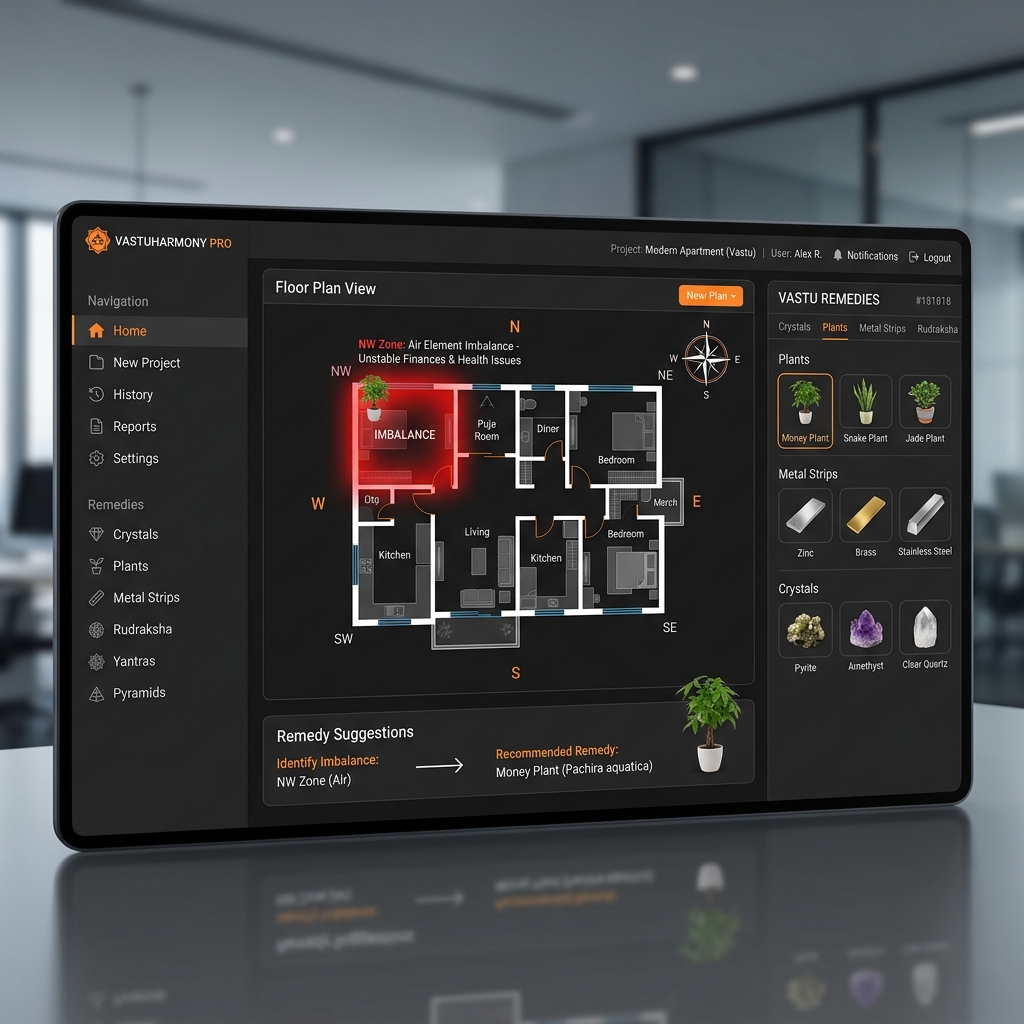 VASTUHARMONY PRO
Project: Modern Apartment (Vastu) | User: Alex R. Notifications Logout
Navigation
Home
New Project
History
Reports
Settings
Remedies
Crystals
Plants
Metal Strips
Rudraksha
Yantras
Pyramids
Floor Plan View
New Plan
N
NW Zone: Air Element Imbalance -
Unstable Finances & Health Issues
N
W
E
S
NW
NE
IMBALANCE
Puje
Roem
Diner
Bedroom
W
Otg
Merch
E
Living
Kitchen
Kitchen
Bedroom
SW
SE
S
Remedy Suggestions
Identify Imbalance:
NW Zone (Air)
Recommended Remedy:
Money Plant (Pachira aquatica)
VASTU REMEDIES #181818
Crystals Plants Metal Strips Rudraksha
Plants
Money Plant Snake Plant Jade Plant
Metal Strips
Zinc Brass Stainless Steel
Crystals
Pyrite Amethyst Clear Quertz